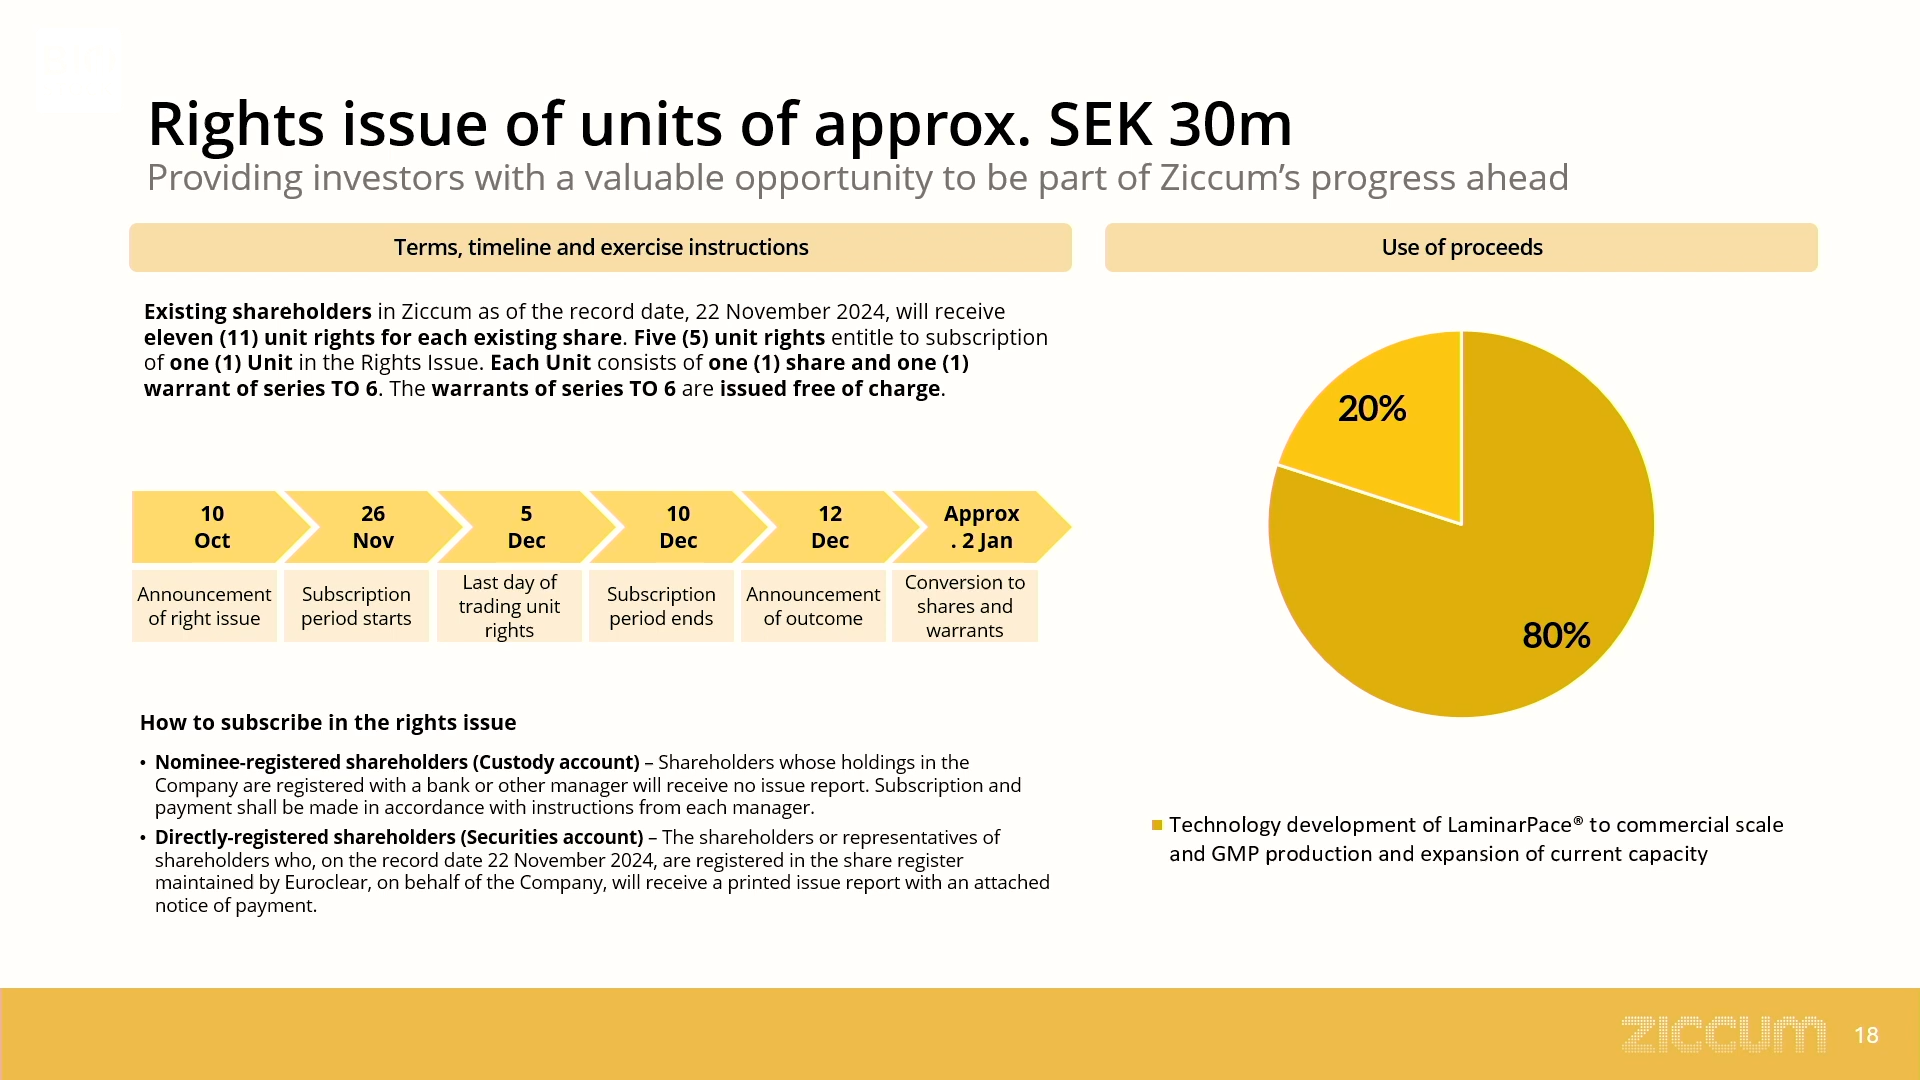 Rights issue of units of approx. SEK 30m
Providing investors with a valuable opportunity to be part of Ziccum’s progress ahead
Terms, timeline and exercise instructions
Existing shareholders in Ziccum as of the record date, 22 November 2024, will receive
eleven (11) unit rights for each existing share. Five (5) unit rights entitle to subscription
of one (1) Unit in the Rights Issue. Each Unit consists of one (1) share and one (1)
warrant of series TO 6. The warrants of series TO 6 are issued free of charge.
10
Oct
26
Nov
5
Dec
10
Dec
12
Dec
Approx
. 2 Jan
Announcement
of right issue
Subscription
period starts
Last day of
trading unit
rights
Subscription
period ends
Announcement
of outcome
Conversion to
shares and
warrants
How to subscribe in the rights issue
• Nominee-registered shareholders (Custody account) – Shareholders whose holdings in the
Company are registered with a bank or other manager will receive no issue report. Subscription and
payment shall be made in accordance with instructions from each manager.
• Directly-registered shareholders (Securities account) – The shareholders or representatives of
shareholders who, on the record date 22 November 2024, are registered in the share register
maintained by Euroclear, on behalf of the Company, will receive a printed issue report with an attached
notice of payment.
Use of proceeds
20%
80%
Technology development of LaminarPace® to commercial scale
and GMP production and expansion of current capacity
ziccum
18